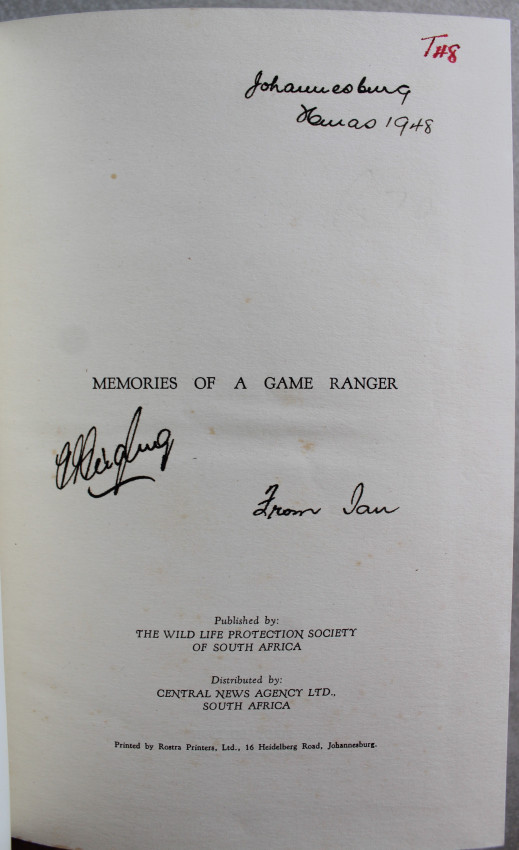 TH8
Johannesburg
Xmas 1948
MEMORIES OF A GAME RANGER
From Ian
Published by:
THE WILD LIFE PROTECTION SOCIETY
OF SOUTH AFRICA
Distributed by:
CENTRAL NEWS AGENCY LTD.,
SOUTH AFRICA
Printed by Rostra Printers, Ltd., 16 Heidelberg Road, Johannesburg.